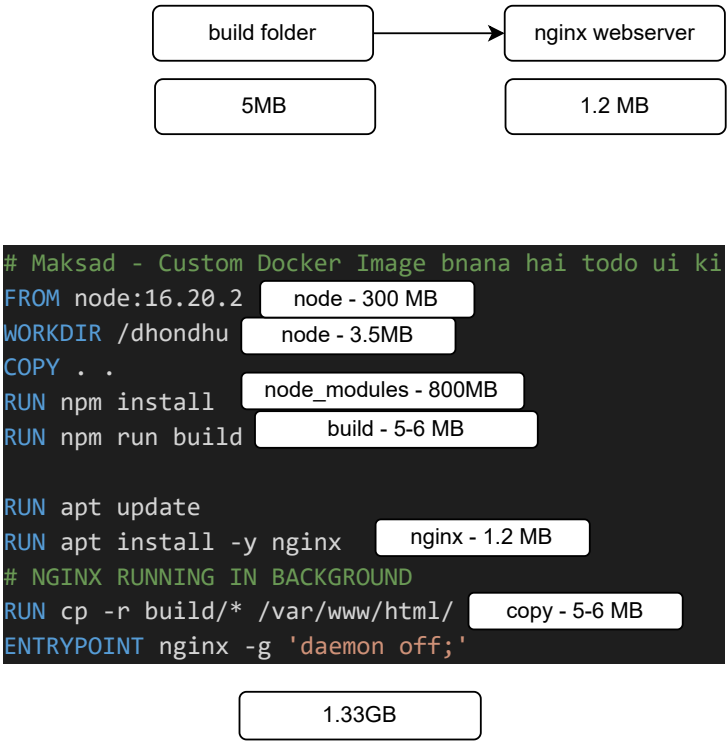 build folder
nginx webserver
5MB
1.2 MB
# Maksad - Custom Docker Image bnana hai todo ui ki
FROM node:16.20.2
node - 300 MB
WORKDIR /dhondhu
node - 3.5MB
COPY . .
RUN npm install
node_modules - 800MB
RUN npm run build
build - 5-6 MB
RUN apt update
RUN apt install -y nginx
nginx - 1.2 MB
# NGINX RUNNING IN BACKGROUND
RUN cp -r build/* /var/www/html/
copy - 5-6 MB
ENTRYPOINT nginx -g 'daemon off;'
1.33GB